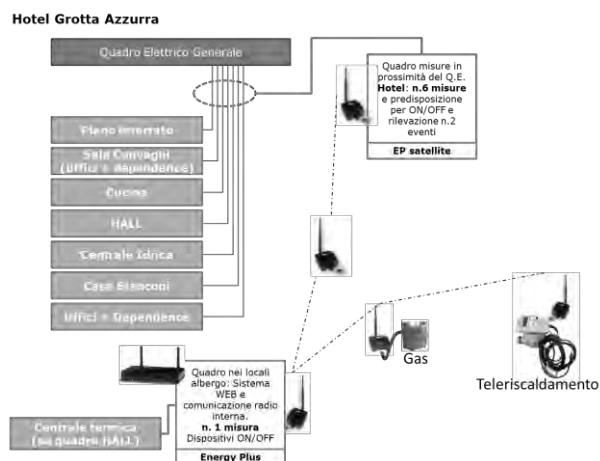 Hotel Grotta Azzurra
Quadro Elettrico Generale
Quadro misure in
prossimità del Q.E.
Hotel: n.6 misure
e predisposizione
per ON/OFF e
rilevazione n.2
eventi
EP satellite
Piano Interrato
Sala Convegni
(Uffici + dependence)
Cucina
HALL
Centrale Idrica
Casa Bianconi
Uffici + Dependence
Gas
Teleriscaldamento
Quadro nei locali
albergo: Sistema
WEB e
comunicazione radio
interna.
n. 1 misura
Dispositivi ON/OFF
Energy Plus
Centrale termica
(su quadro HALL)